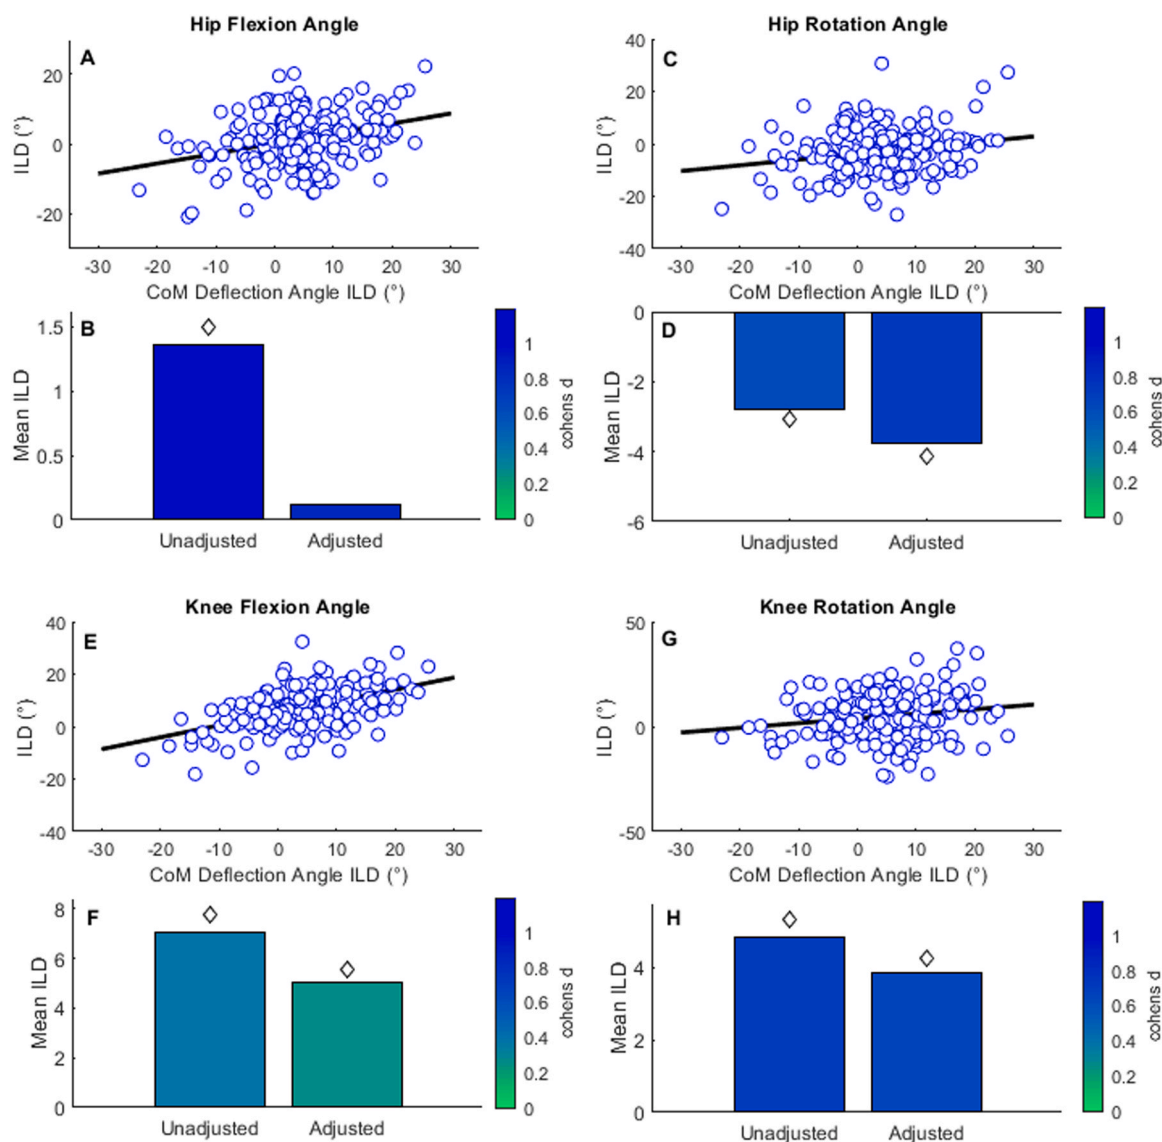 Hip Flexion Angle
A
20
0
-20
ILD (°)
-30 -20 -10 0 10 20 30
CoM Deflection Angle ILD (°)
Hip Rotation Angle
C
40
20
0
-20
-40
ILD (°)
-30 -20 -10 0 10 20 30
CoM Deflection Angle ILD (°)
B
1.5
1
0.5
0
Mean ILD
Unadjusted Adjusted
1
0.8
0.6
0.4
0.2
0
cohens d
D
0
-2
-4
-6
Mean ILD
Unadjusted Adjusted
1
0.8
0.6
0.4
0.2
0
cohens d
Knee Flexion Angle
E
40
20
0
-20
-40
ILD (°)
-30 -20 -10 0 10 20 30
CoM Deflection Angle ILD (°)
Knee Rotation Angle
G
50
0
-50
ILD (°)
-30 -20 -10 0 10 20 30
CoM Deflection Angle ILD (°)
F
8
6
4
2
0
Mean ILD
Unadjusted Adjusted
1
0.8
0.6
0.4
0.2
0
cohens d
H
4
2
0
Mean ILD
Unadjusted Adjusted
1
0.8
0.6
0.4
0.2
0
cohens d